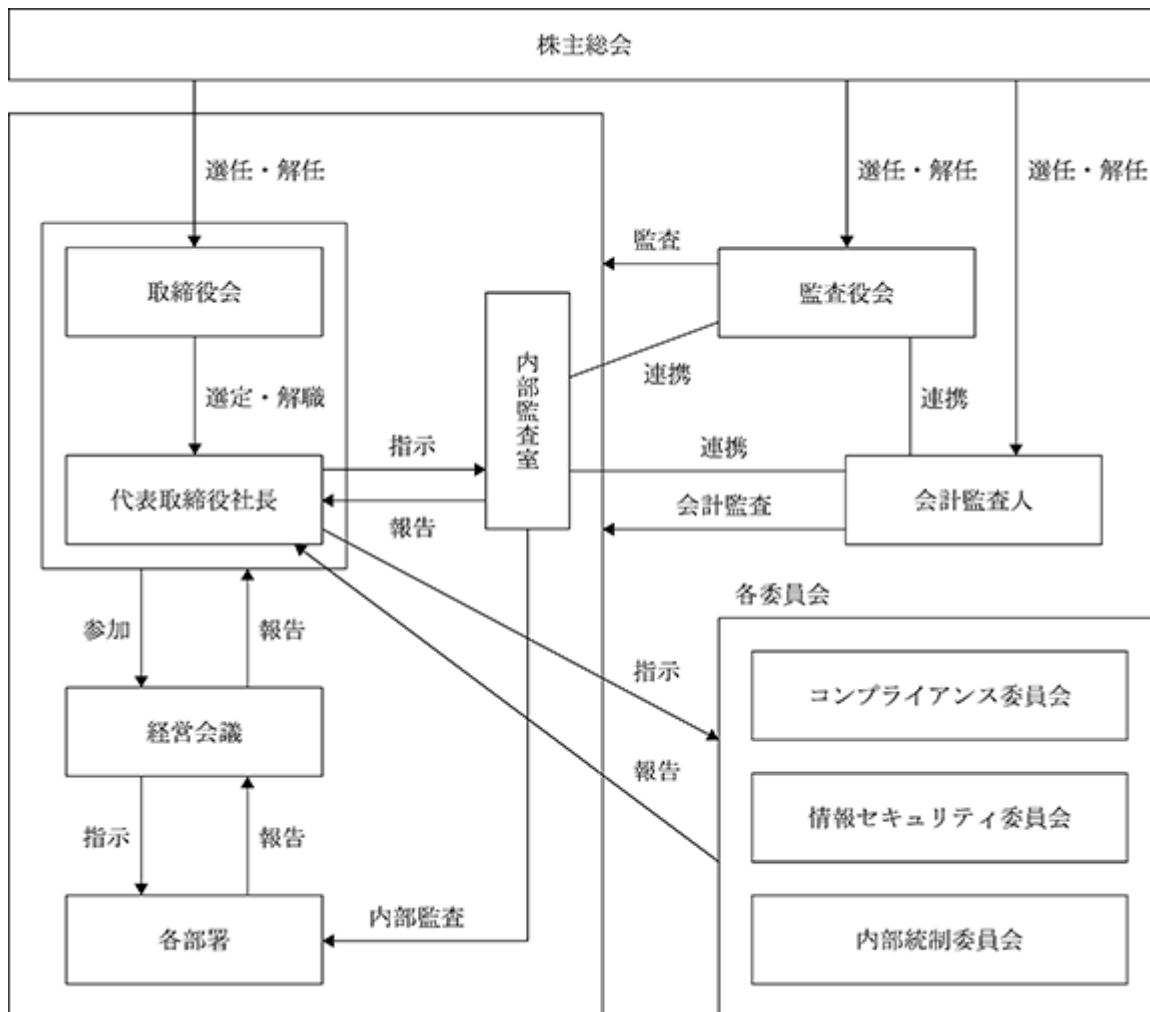 株主総会
選任・解任
選任・解任
選任・解任
取締役会
監査
監査役会
内部監査室
連携
連携
選定・解職
代表取締役社長
指示
報告
連携
会計監査
会計監査人
各委員会
参加
報告
指示
コンプライアンス委員会
経営会議
報告
情報セキュリティ委員会
指示
報告
各部署
内部監査
内部統制委員会